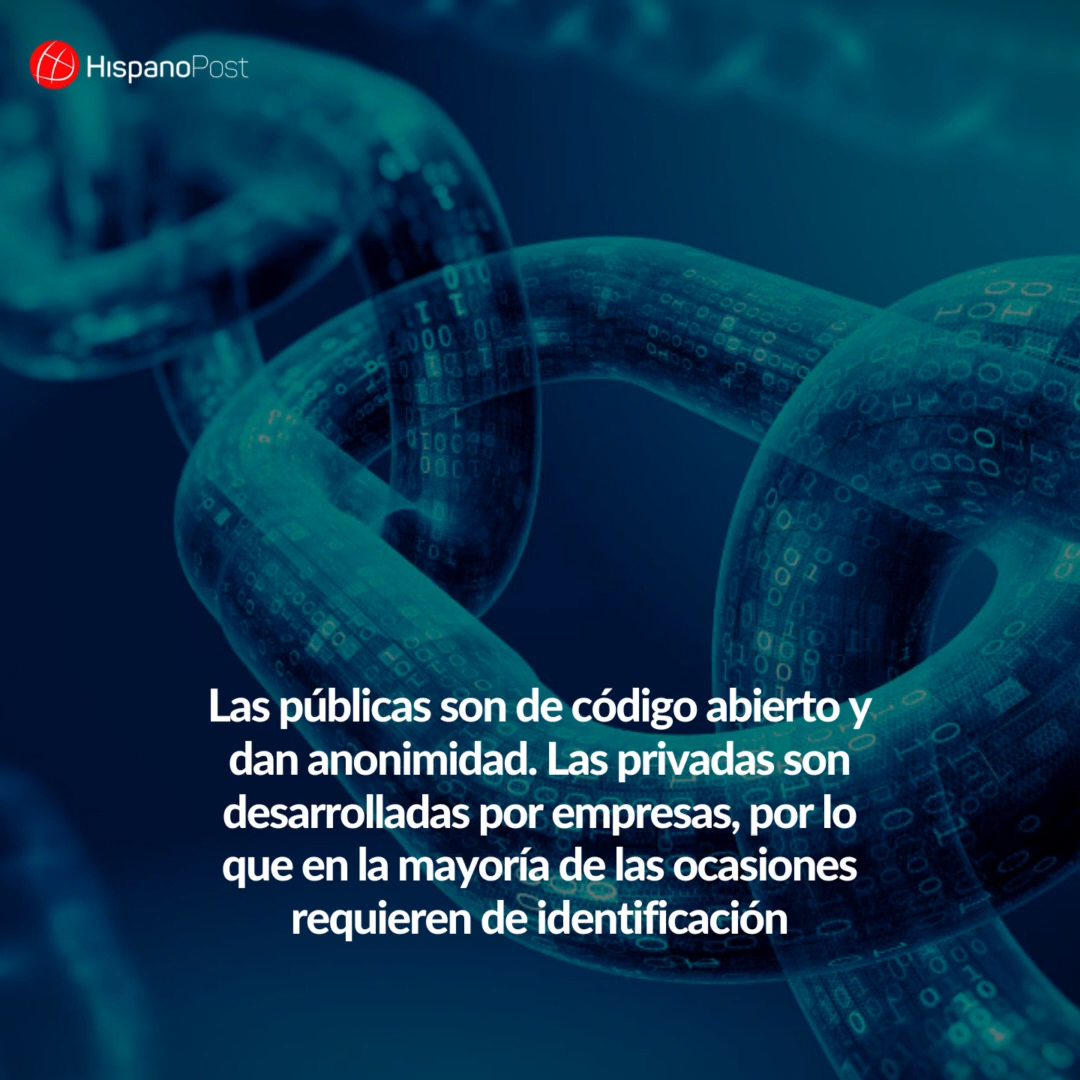 HispanoPost
Las públicas son de código abierto y
dan anonimidad. Las privadas son
desarrolladas por empresas, por lo
que en la mayoría de las ocasiones
requieren de identificación